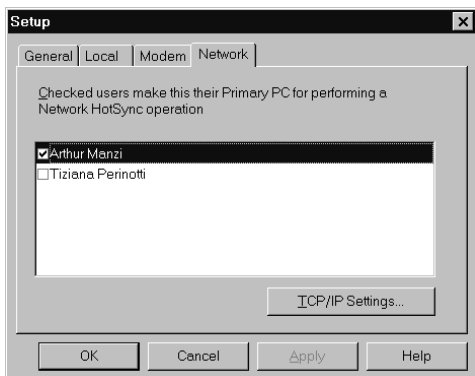 Setup
General Local Modem Network
Checked users make this their Primary PC for performing a
Network HotSync operation
Arthur Manzi
Tiziana Perinotti
TCP/IP Settings...
OK Cancel Apply Help